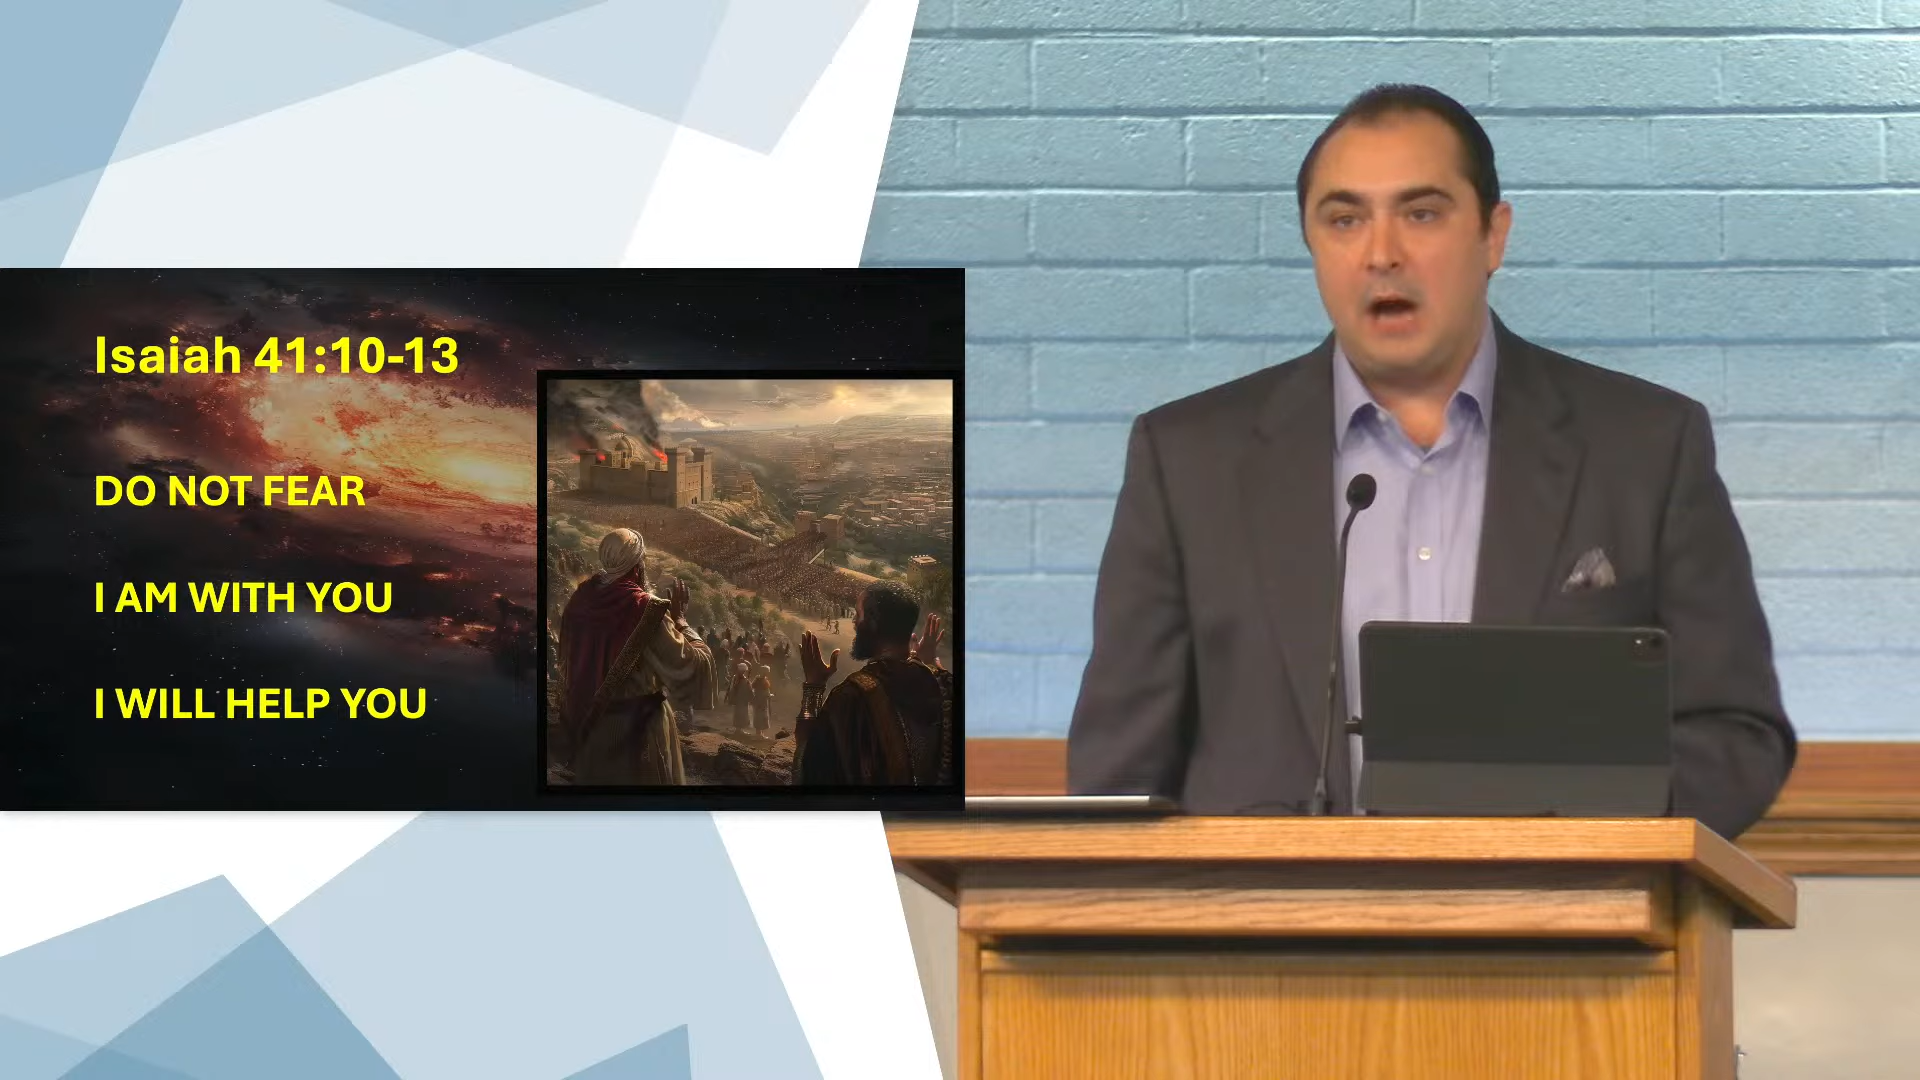 Isaiah 41:10-13
DO NOT FEAR
I AM WITH YOU
I WILL HELP YOU